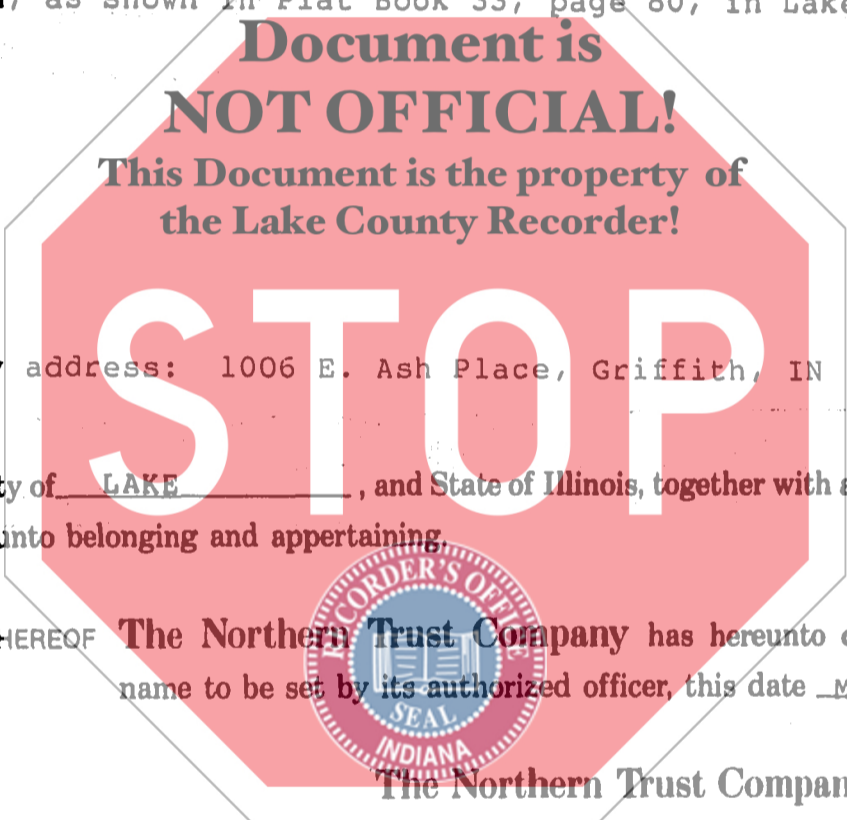 as shown in Plat Book 33, page 80, in Lake
Document is
NOT OFFICIAL!
This Document is the property of
the Lake County Recorder!
STOP
address: 1006 E. Ash Place, Griffith, IN
ty of LAKE, and State of Illinois, together with a
unto belonging and appertaining.
RECORDER'S OFFICE
HEREOF The Northern Trust Company has hereunto c
name to be set by its authorized officer, this date M
SEAL
INDIANA
The Northern Trust Compan